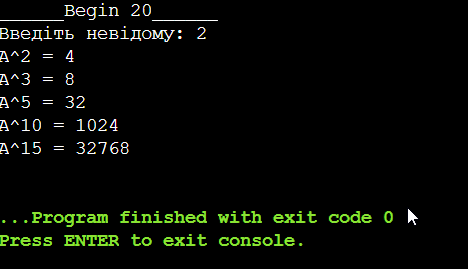 ______Begin 20______
Введіть невідому: 2
A^2 = 4
A^3 = 8
A^5 = 32
A^10 = 1024
A^15 = 32768
...Program finished with exit code 0
Press ENTER to exit console.